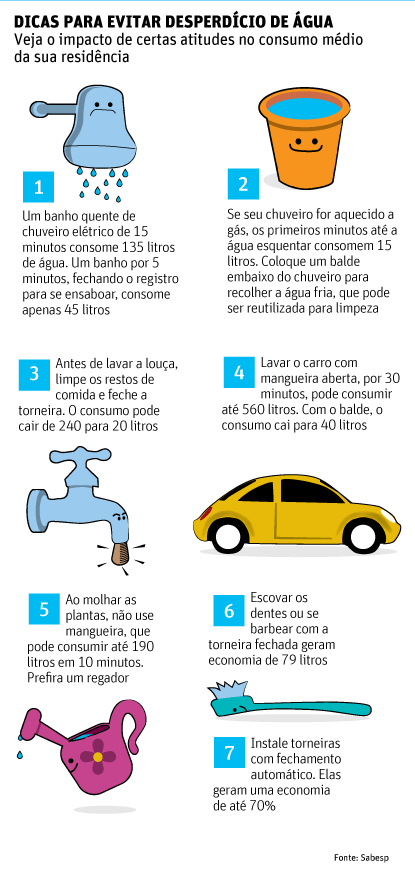 DICAS PARA EVITAR DESPERDÍCIO DE ÁGUA
Veja o impacto de certas atitudes no consumo médio
da sua residência
1
Um banho quente de
chuveiro elétrico de 15
minutos consome 135 litros
de água. Um banho por 5
minutos, fechando o registro
para se ensaboar, consome
apenas 45 litros
2
Se seu chuveiro for aquecido a
gás, os primeiros minutos até a
água esquentar consomem 15
litros. Coloque um balde
embaixo do chuveiro para
recolher a água fria, que pode
ser reutilizada para limpeza
3
Antes de lavar a louça,
limpe os restos de
comida e feche a
torneira. O consumo pode
cair de 240 para 20 litros
4
Lavar o carro com
mangueira aberta, por 30
minutos, pode consumir
até 560 litros. Com o balde, o
consumo cai para 40 litros
5
Ao molhar as
plantas, não use
mangueira, que
pode consumir até 190
litros em 10 minutos.
Prefira um regador
6
Escovar os
dentes ou se
barbear com a
torneira fechada geram
economia de 79 litros
7
Instale torneiras
com fechamento
automático. Elas
geram uma economia
de até 70%
Fonte: Sabesp